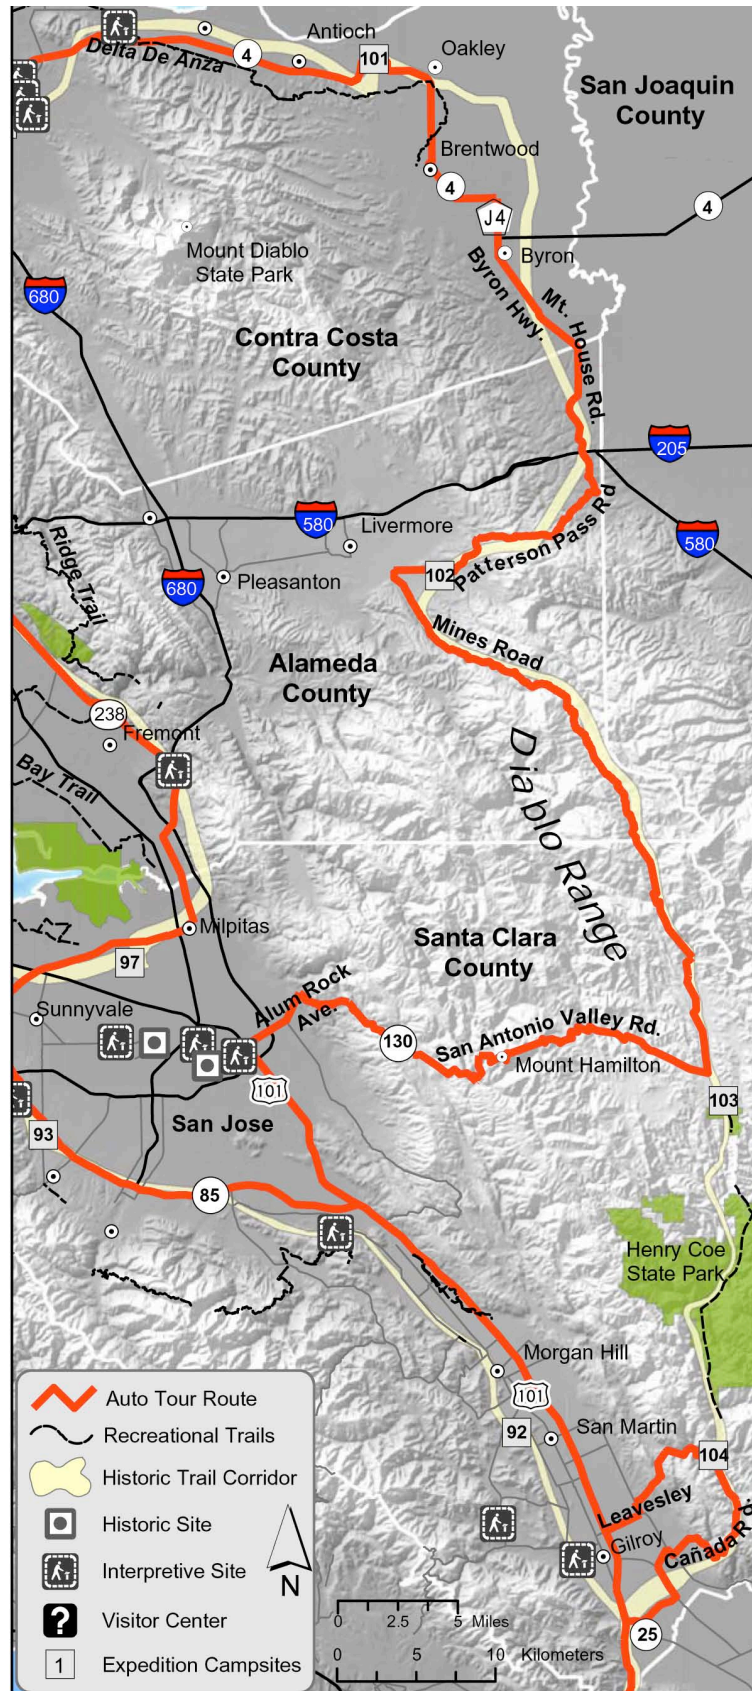 Antioch
Delta De Anza
4
101
Oakley
San Joaquin
County
Brentwood
4
4
J4
Mount Diablo
State Park
Byron
680
Byron Hwy.
Mt. House Rd.
Contra Costa
County
205
580
Livermore
580
Ridge Trail
680
Pleasanton
102
Patterson Pass Rd
Mines Road
Alameda
County
238
Fremont
Diablo Range
Bay Trail
Milpitas
Santa Clara
County
97
Sunnyvale
Alum Rock
Ave.
130
San Antonio Valley Rd.
Mount Hamilton
101
103
93
San Jose
85
Henry Coe
State Park
Morgan Hill
101
92
San Martin
104
Leavesley
Gilroy
Cañada Rd.
25
Auto Tour Route
Recreational Trails
Historic Trail Corridor
Historic Site
Interpretive Site
? Visitor Center
1 Expedition Campsites
N
0 2.5 5 Miles
0 5 10 Kilometers